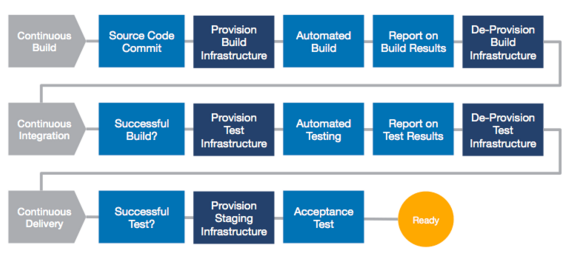 Continuous
Build
Source Code
Commit
Provision
Build
Infrastructure
Automated
Build
Report on
Build Results
De-Provision
Build
Infrastructure
Continuous
Integration
Successful
Build?
Provision
Test
Infrastructure
Automated
Testing
Report on
Test Results
De-Provision
Test
Infrastructure
Continuous
Delivery
Successful
Test?
Provision
Staging
Infrastructure
Acceptance
Test
Ready